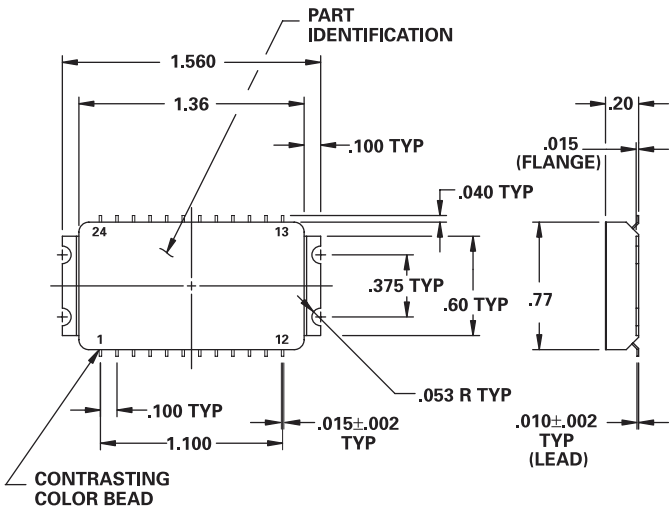 PART
IDENTIFICATION
1.560
1.36
.20
.100 TYP
.015
(FLANGE)
.040 TYP
24
13
.375 TYP
.60 TYP
.77
1
12
.053 R TYP
.100 TYP
.015±.002
TYP
.010±.002
TYP
(LEAD)
1.100
CONTRASTING
COLOR BEAD